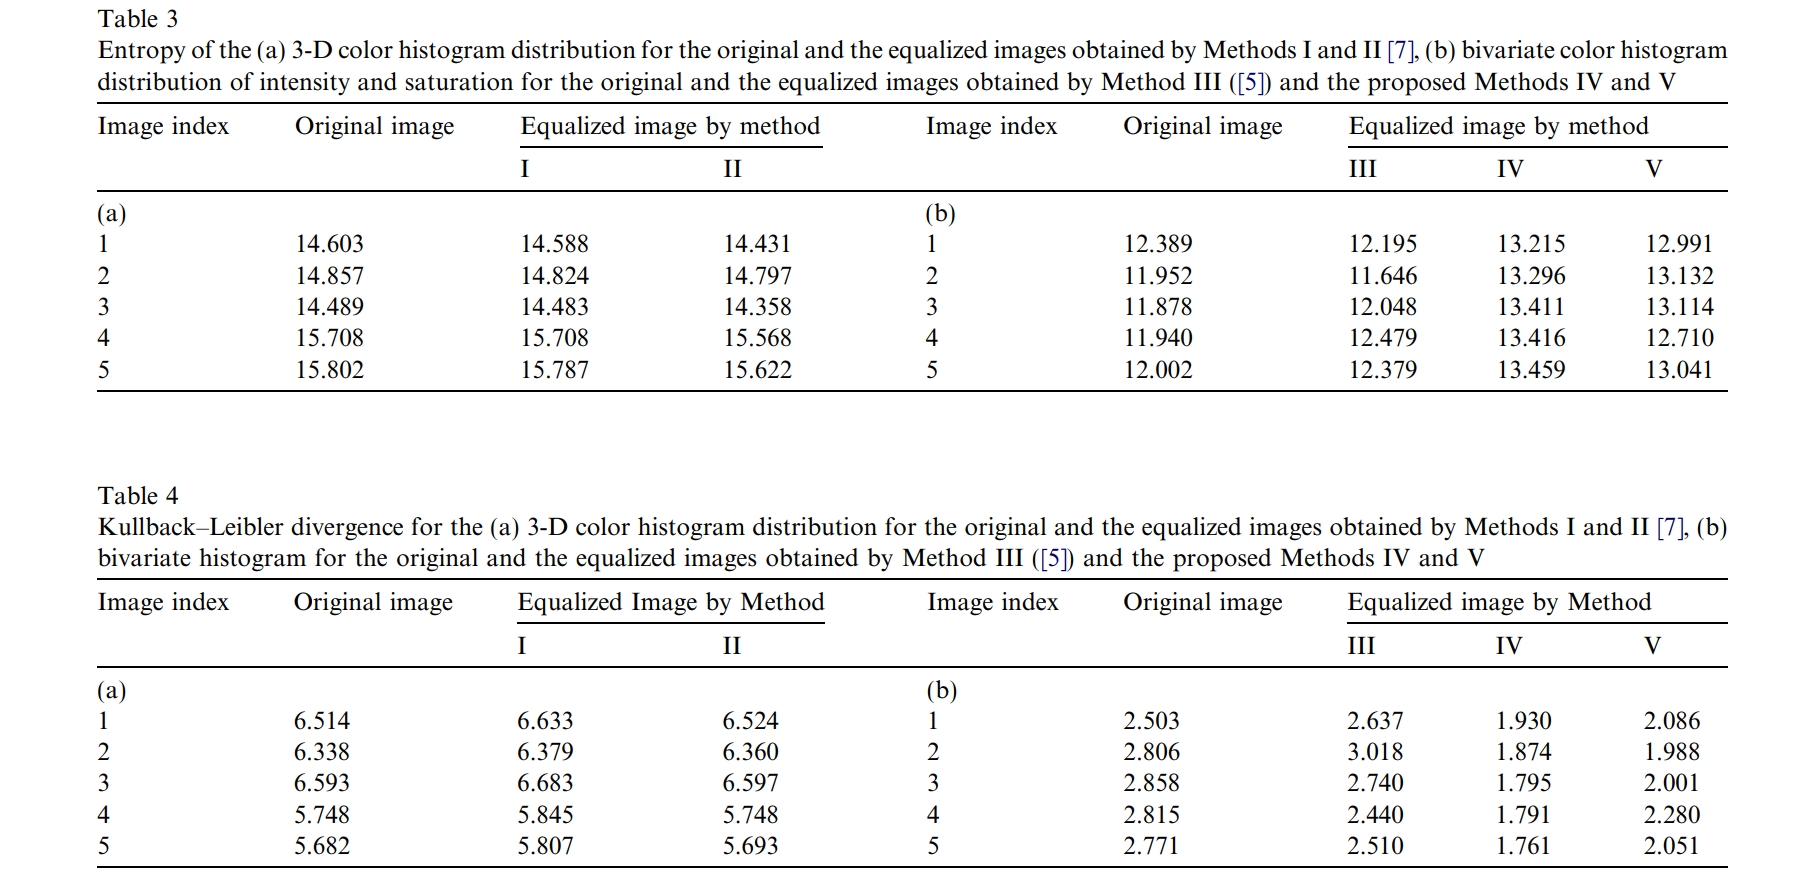 Table 3
Entropy of the (a) 3-D color histogram distribution for the original and the equalized images obtained by Methods I and II [7], (b) bivariate color histogram
distribution of intensity and saturation for the original and the equalized images obtained by Method III ([5]) and the proposed Methods IV and V
Image index Original image Equalized image by method Image index Original image Equalized image by method
I II III IV V
(a) (b)
1 14.603 14.588 14.431 1 12.389 12.195 13.215 12.991
2 14.857 14.824 14.797 2 11.952 11.646 13.296 13.132
3 14.489 14.483 14.358 3 11.878 12.048 13.411 13.114
4 15.708 15.708 15.568 4 11.940 12.479 13.416 12.710
5 15.802 15.787 15.622 5 12.002 12.379 13.459 13.041
Table 4
Kullback–Leibler divergence for the (a) 3-D color histogram distribution for the original and the equalized images obtained by Methods I and II [7], (b)
bivariate histogram for the original and the equalized images obtained by Method III ([5]) and the proposed Methods IV and V
Image index Original image Equalized Image by Method Image index Original image Equalized image by Method
I II III IV V
(a) (b)
1 6.514 6.633 6.524 1 2.503 2.637 1.930 2.086
2 6.338 6.379 6.360 2 2.806 3.018 1.874 1.988
3 6.593 6.683 6.597 3 2.858 2.740 1.795 2.001
4 5.748 5.845 5.748 4 2.815 2.440 1.791 2.280
5 5.682 5.807 5.693 5 2.771 2.510 1.761 2.051